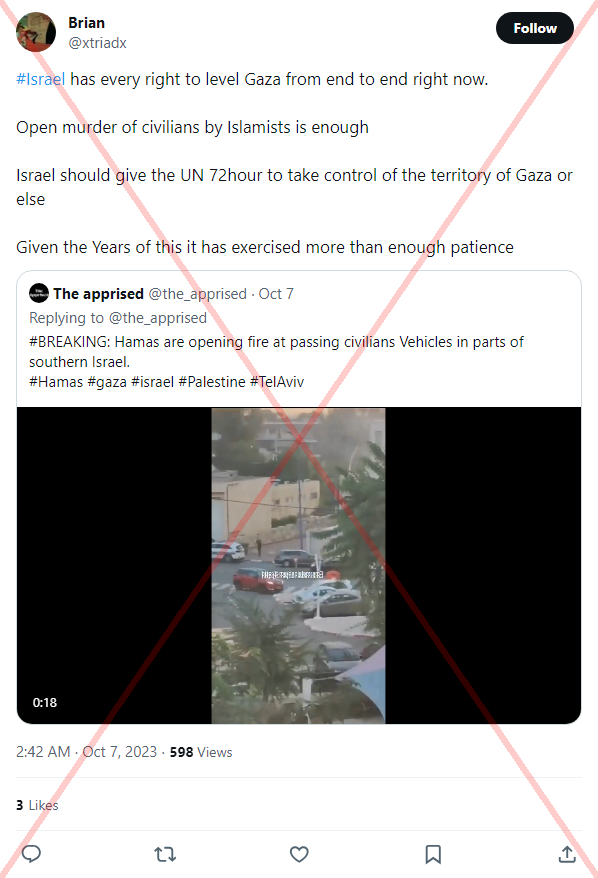 Brian
@xtriadx
Follow
#Israel has every right to level Gaza from end to end right now.
Open murder of civilians by Islamists is enough
Israel should give the UN 72hour to take control of the territory of Gaza or
else
Given the Years of this it has exercised more than enough patience
The apprised @the_apprised · Oct 7
Replying to @the_apprised
#BREAKING: Hamas are opening fire at passing civilians Vehicles in parts of
southern Israel.
#Hamas #gaza #israel #Palestine #TelAviv
0:18
2:42 AM · Oct 7, 2023 · 598 Views
3 Likes